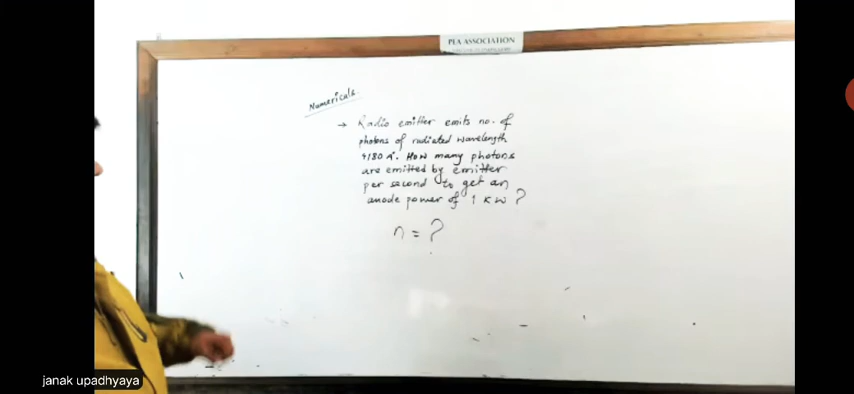 PEA ASSOCIATION
Numericals
→ Radio emitter emits no. of
photons of radiated wavelength
4180 A°. How many photons
are emitted by emitter
per second to get an
anode power of 1 KW ?
n = ?
janak upadhyaya